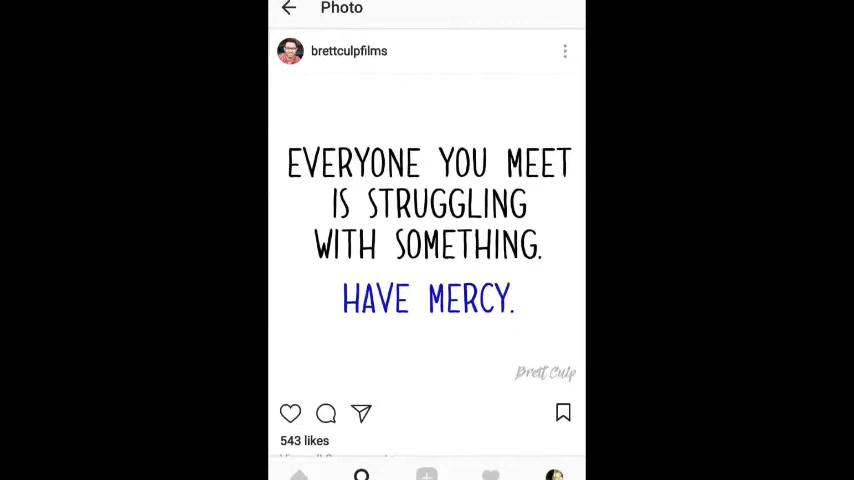 Photo
brettculpfilms
EVERYONE YOU MEET
IS STRUGGLING
WITH SOMETHING.
HAVE MERCY.
Brett Culp
543 likes